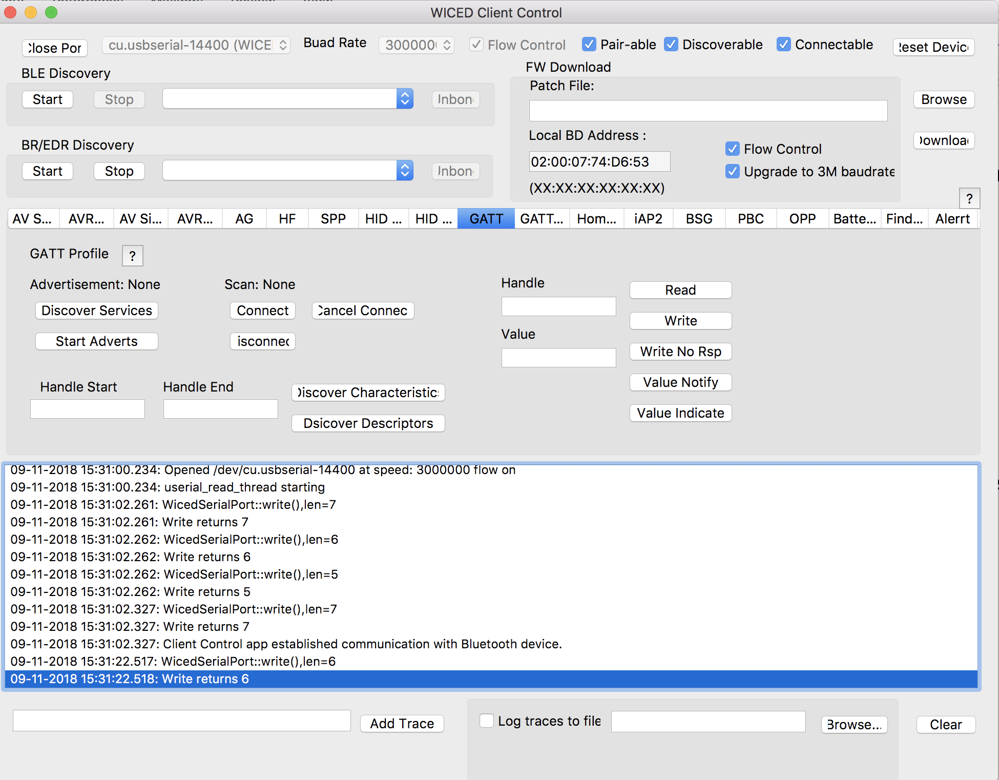 WICED Client Control
Close Port
cu.usbserial-14400 (WICE
Buad Rate
3000000
Flow Control
Pair-able
Discoverable
Connectable
Reset Device
BLE Discovery
Start
Stop
Unbond
FW Download
Patch File:
Browse
Local BD Address :
02:00:07:74:D6:53
(XX:XX:XX:XX:XX:XX)
Flow Control
Upgrade to 3M baudrate
Download
BR/EDR Discovery
Start
Stop
Unbond
?
AV S... AVR... AV Si... AVR... AG HF SPP HID ... HID ... GATT GATT... Hom... iAP2 BSG PBC OPP Batte... Find... Alerrt
GATT Profile ?
Advertisement: None
Scan: None
Discover Services
Connect
Cancel Connec
Start Adverts
isconnec
Handle
Read
Write
Value
Write No Rsp
Value Notify
Value Indicate
Handle Start
Handle End
Discover Characteristics
Dsicover Descriptors
09-11-2018 15:31:00.234: Opened /dev/cu.usbserial-14400 at speed: 3000000 flow on
09-11-2018 15:31:00.234: userial_read_thread starting
09-11-2018 15:31:02.261: WicedSerialPort::write(),len=7
09-11-2018 15:31:02.261: Write returns 7
09-11-2018 15:31:02.262: WicedSerialPort::write(),len=6
09-11-2018 15:31:02.262: Write returns 6
09-11-2018 15:31:02.262: WicedSerialPort::write(),len=5
09-11-2018 15:31:02.262: Write returns 5
09-11-2018 15:31:02.327: WicedSerialPort::write(),len=7
09-11-2018 15:31:02.327: Write returns 7
09-11-2018 15:31:02.327: Client Control app established communication with Bluetooth device.
09-11-2018 15:31:22.517: WicedSerialPort::write(),len=6
09-11-2018 15:31:22.518: Write returns 6
Add Trace
Log traces to file
Browse...
Clear